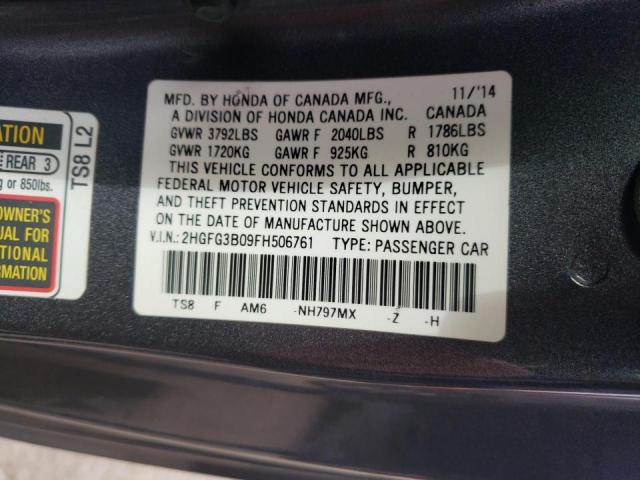 MFD. BY HONDA OF CANADA MFG., 11/'14
A DIVISION OF HONDA CANADA INC. CANADA
GVWR 3792LBS GAWR F 2040LBS R 1786LBS
GVWR 1720KG GAWR F 925KG R 810KG
THIS VEHICLE CONFORMS TO ALL APPLICABLE
FEDERAL MOTOR VEHICLE SAFETY, BUMPER,
AND THEFT PREVENTION STANDARDS IN EFFECT
ON THE DATE OF MANUFACTURE SHOWN ABOVE.
V.I.N.: 2HGFG3B09FH506761 TYPE: PASSENGER CAR
TS8 F AM6 -NH797MX -Z -H
ATION
REAR 3
g or 850lbs.
OWNER'S
UAL FOR
TIONAL
RMATION
TS8 L2